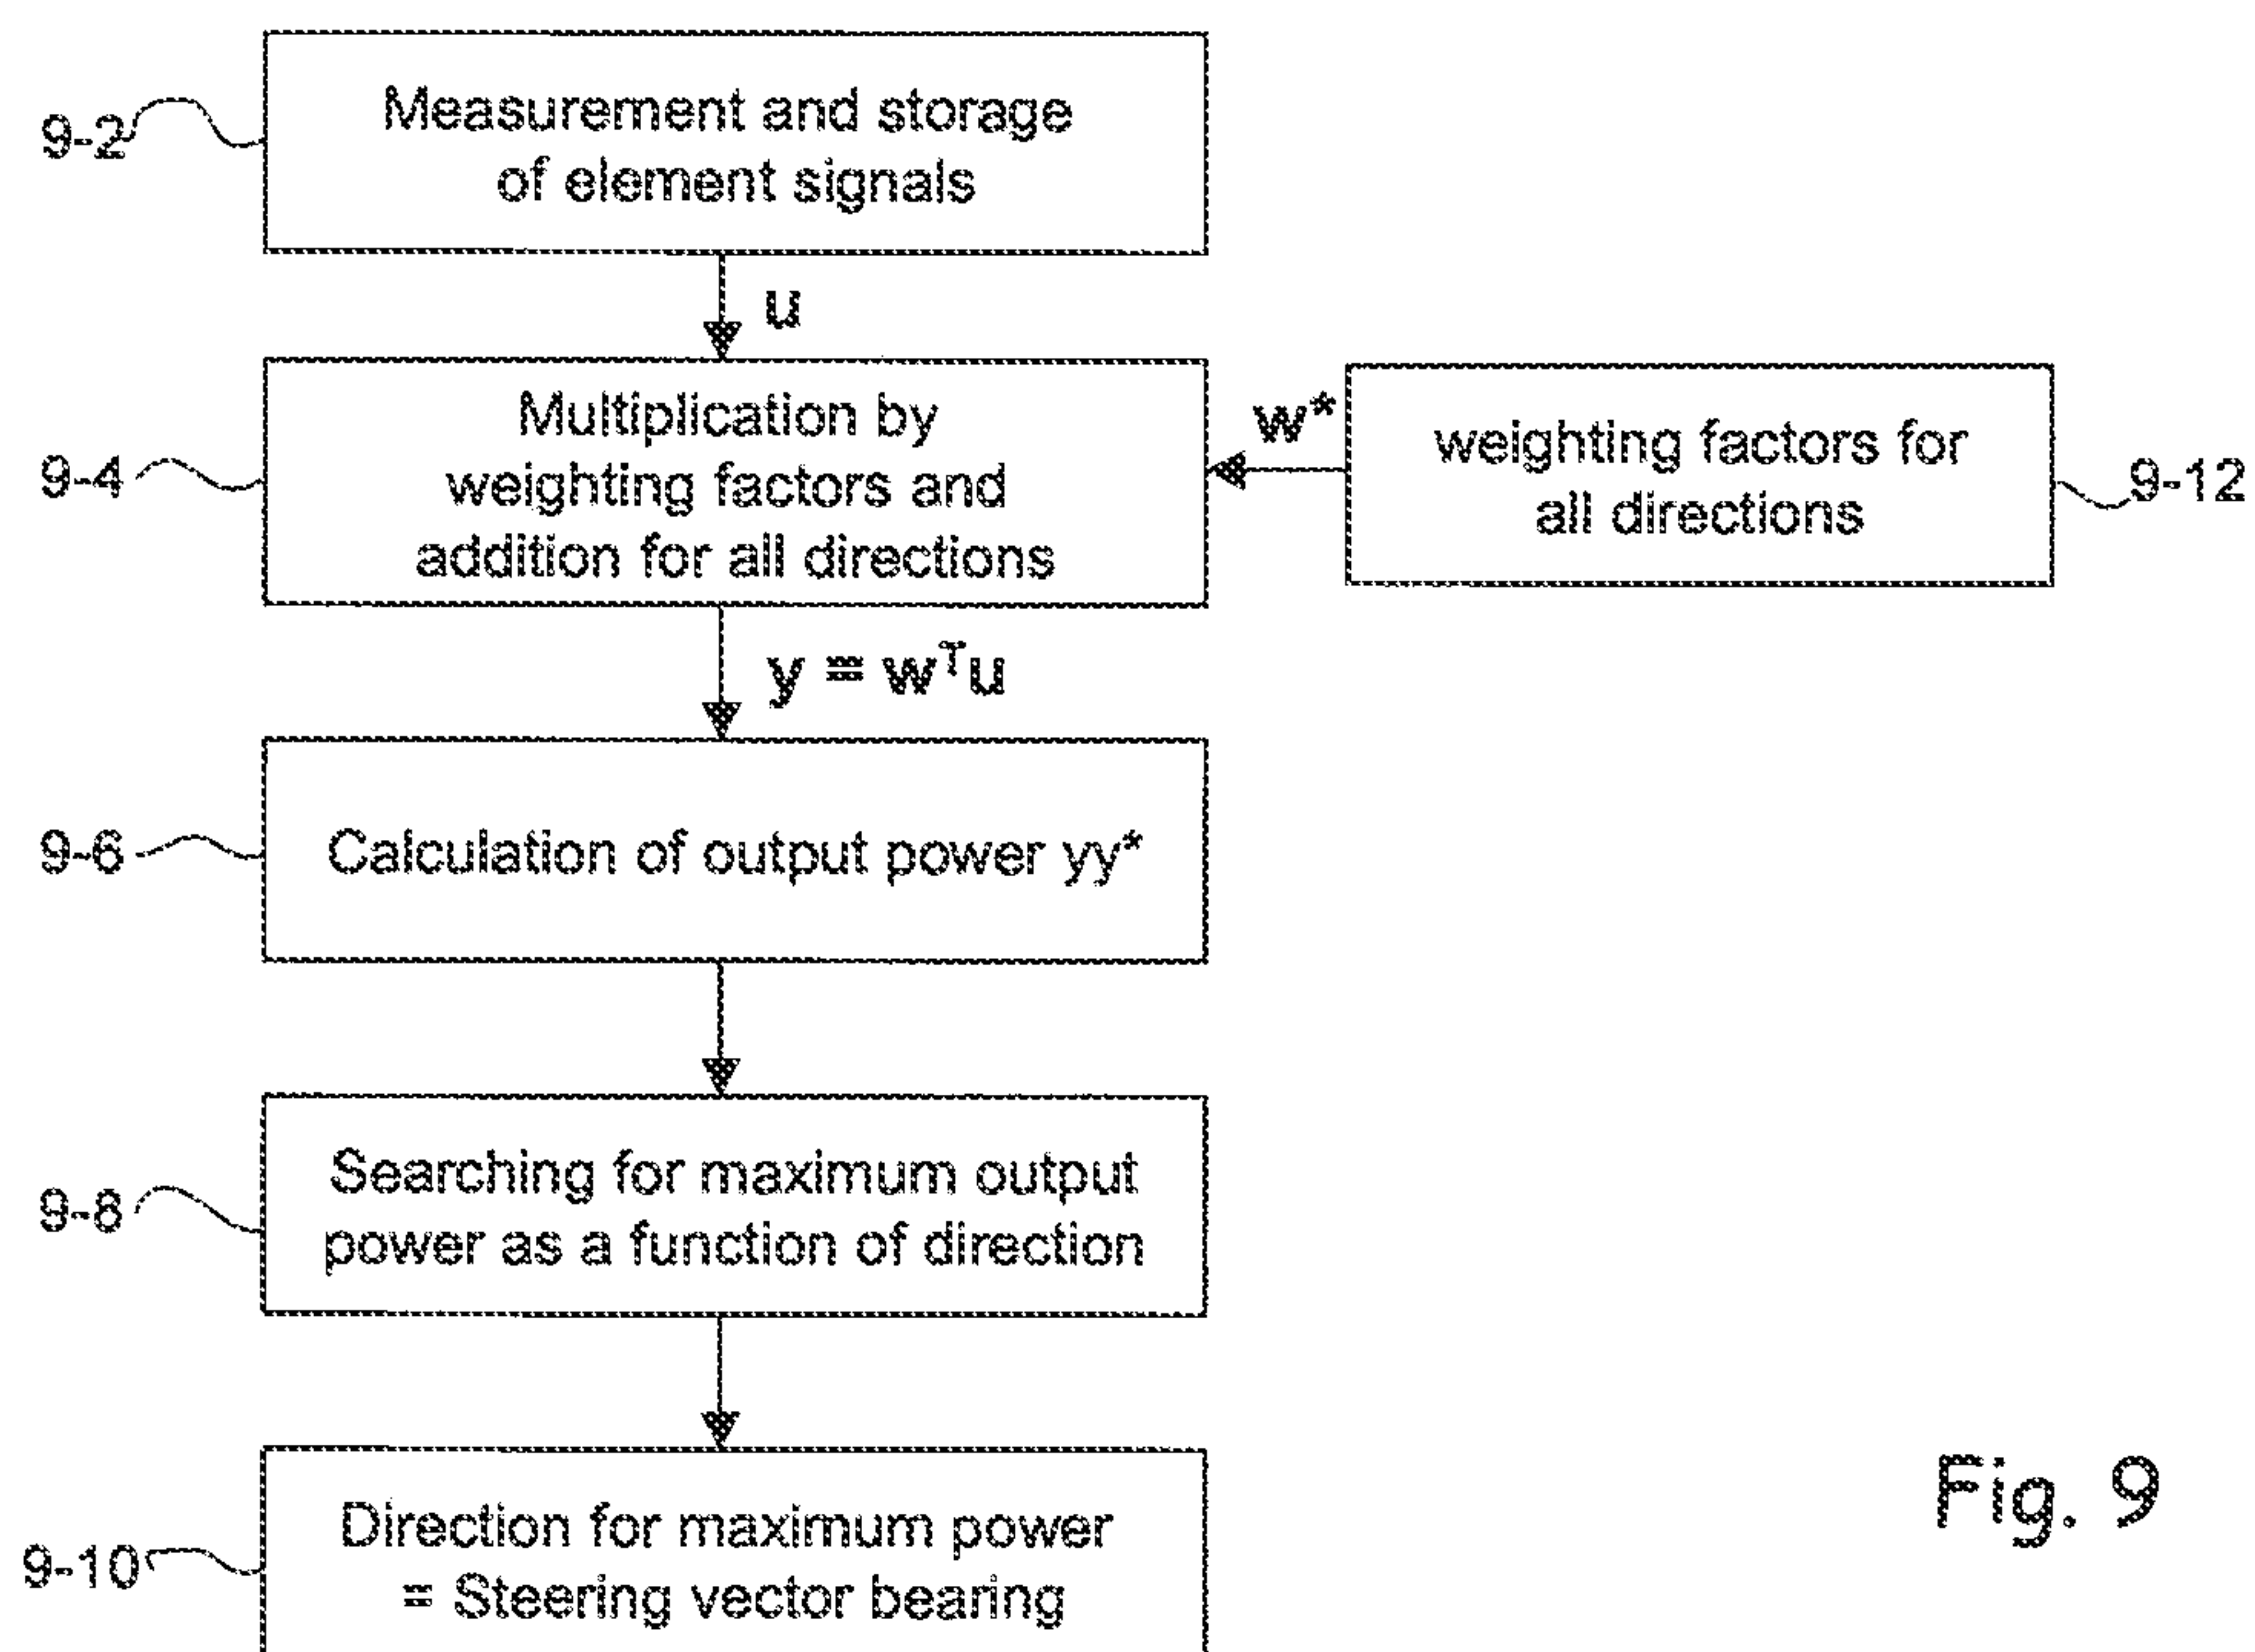 9-2
Measurement and storage
of element signals
u
9-4
Multiplication by
weighting factors and
addition for all directions
w*
weighting factors for
all directions
9-12
y = wᵀu
9-6
Calculation of output power yy*
9-8
Searching for maximum output
power as a function of direction
9-10
Direction for maximum power
= Steering vector bearing
Fig. 9